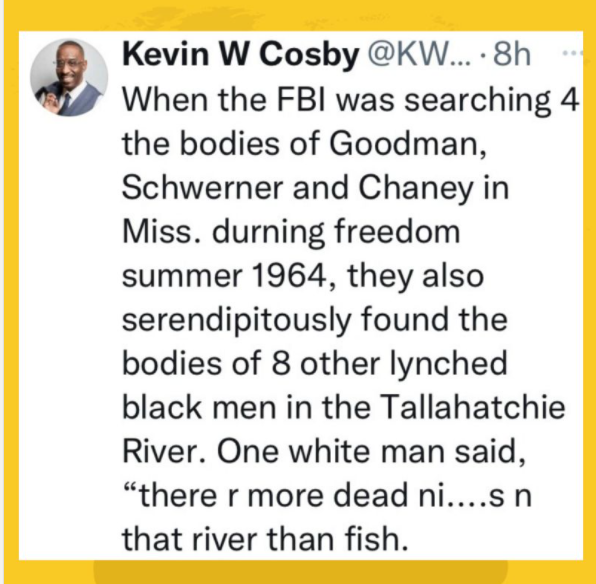 Kevin W Cosby @KW... · 8h ...
When the FBI was searching 4
the bodies of Goodman,
Schwerner and Chaney in
Miss. durning freedom
summer 1964, they also
serendipitously found the
bodies of 8 other lynched
black men in the Tallahatchie
River. One white man said,
“there r more dead ni....s n
that river than fish.